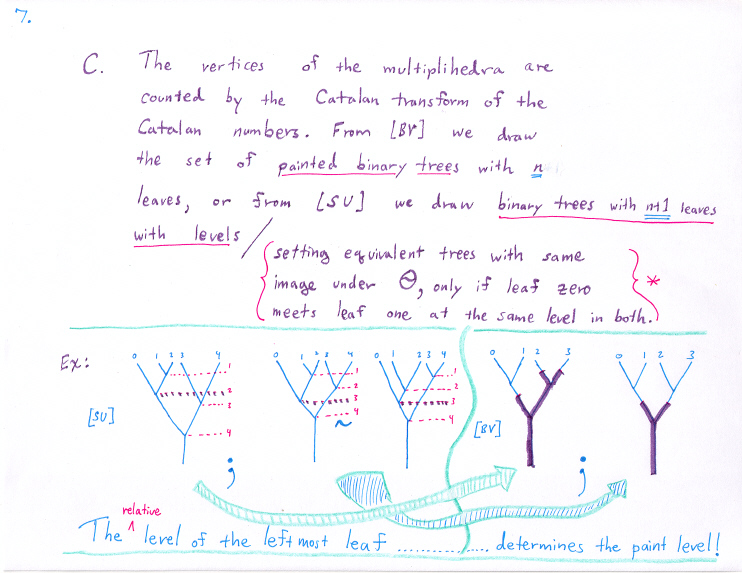 7.
C. The vertices of the multiplihedra are
counted by the Catalan transform of the
Catalan numbers. From [BV] we draw
the set of painted binary trees with n
leaves, or from [SU] we draw binary trees with n+1 leaves
with levels /
{setting equivalent trees with same
image under Θ, only if leaf zero } *
meets leaf one at the same level in both.
Ex:
0 1 2 3 4
0 1 2 3 4
0 1 2 3 4
0 1 2 3
0 1 2 3
1
2
3
4
1
2
3
4
1
2
3
4
[SU]
~
[BV]
; ;
The relative level of the leftmost leaf ............... determines the paint level!